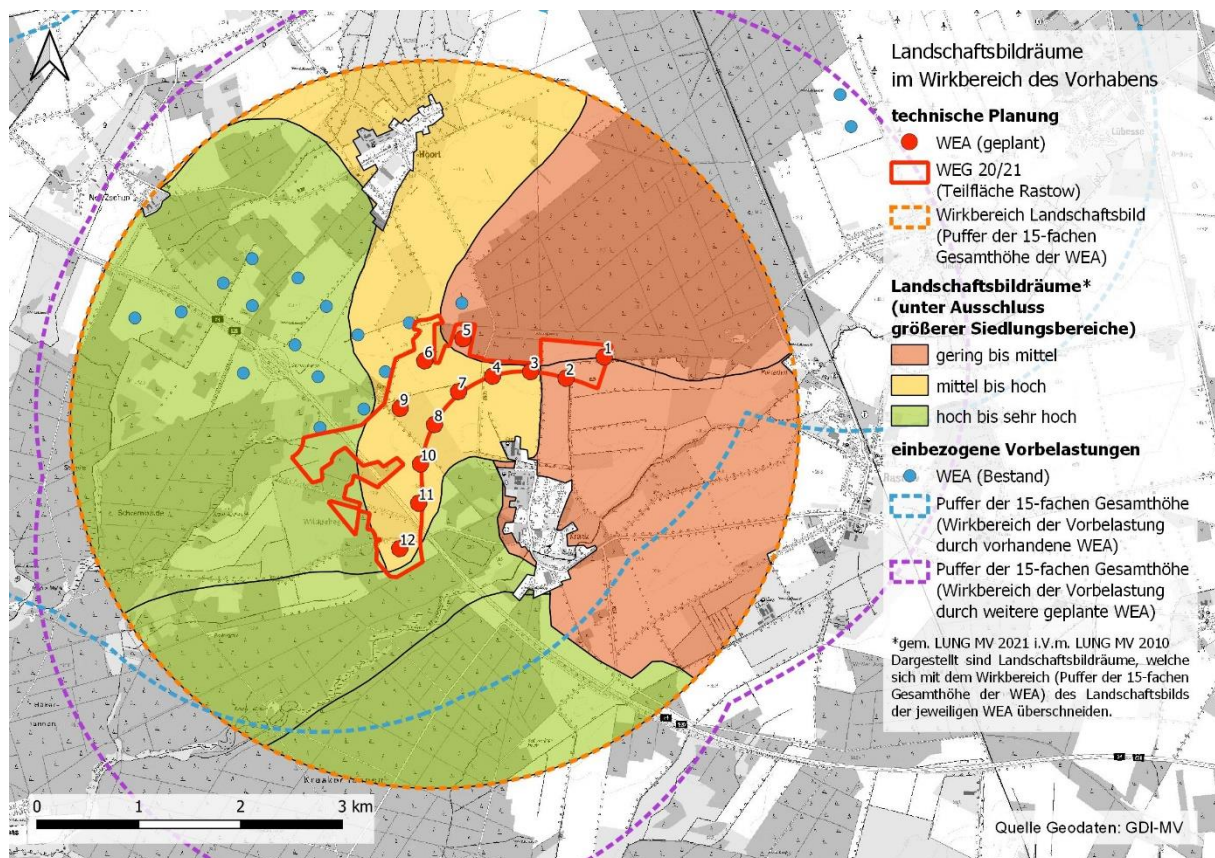 Landschaftsbildräume
im Wirkbereich des Vorhabens
technische Planung
WEA (geplant)
WEG 20/21
(Teilfläche Rastow)
Wirkbereich Landschaftsbild
(Puffer der 15-fachen
Gesamthöhe der WEA)
Landschaftsbildräume*
(unter Ausschluss
größerer Siedlungsbereiche)
gering bis mittel
mittel bis hoch
hoch bis sehr hoch
einbezogene Vorbelastungen
WEA (Bestand)
Puffer der 15-fachen Gesamthöhe
(Wirkbereich der Vorbelastung
durch vorhandene WEA)
Puffer der 15-fachen Gesamthöhe
(Wirkbereich der Vorbelastung
durch weitere geplante WEA)
*gem. LUNG MV 2021 i.V.m. LUNG MV 2010
Dargestellt sind Landschaftsbildräume, welche
sich mit dem Wirkbereich (Puffer der 15-fachen
Gesamthöhe der WEA) des Landschaftsbilds
der jeweiligen WEA überschneiden.
Quelle Geodaten: GDI-MV
Hoort
Lübesse
5
1
6
3
4
2
7
9
8
10
11
12
0 1 2 3 km